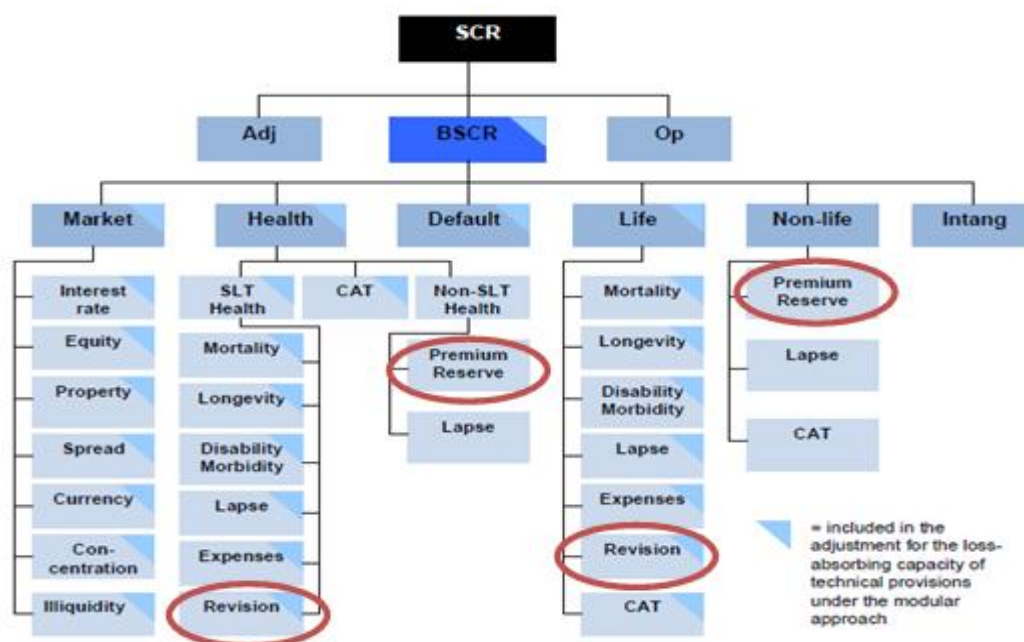 SCR
Adj
BSCR
Op
Market
Health
Default
Life
Non-life
Intang
Interest
rate
Equity
Property
Spread
Currency
Con-
centration
Illiquidity
SLT
Health
Mortality
Longevity
Disability
Morbidity
Lapse
Expenses
Revision
CAT
Non-SLT
Health
Premium
Reserve
Lapse
Mortality
Longevity
Disability
Morbidity
Lapse
Expenses
Revision
CAT
Premium
Reserve
Lapse
CAT
= included in the
adjustment for the loss-
absorbing capacity of
technical provisions
under the modular
approach